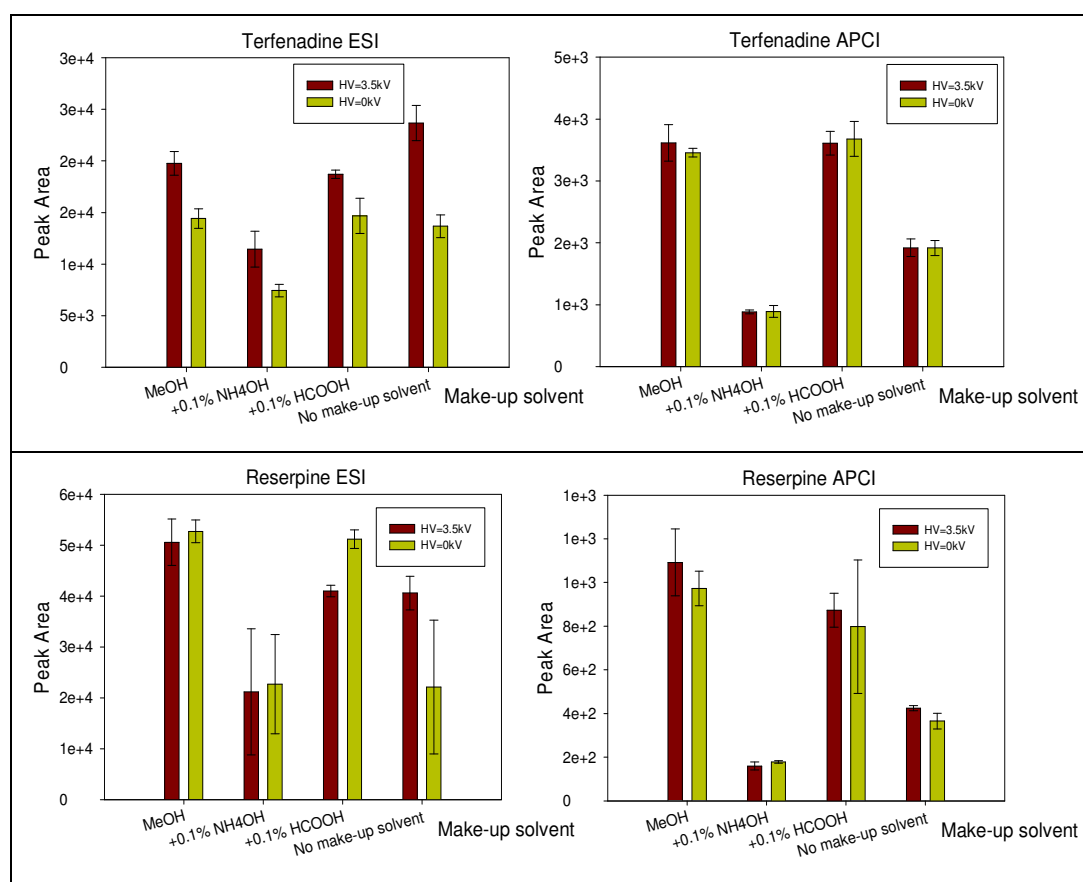 Terfenadine ESI
3e+4
3e+4
2e+4
2e+4
1e+4
5e+3
0
Peak Area
HV=3.5kV
HV=0kV
MeOH
+0.1% NH4OH
+0.1% HCOOH
No make-up solvent
Make-up solvent
Terfenadine APCI
5e+3
4e+3
3e+3
2e+3
1e+3
0
Peak Area
HV=3.5kV
HV=0kV
MeOH
+0.1% NH4OH
+0.1% HCOOH
No make-up solvent
Make-up solvent
Reserpine ESI
6e+4
5e+4
4e+4
3e+4
2e+4
1e+4
0
Peak Area
HV=3.5kV
HV=0kV
MeOH
+0.1% NH4OH
+0.1% HCOOH
No make-up solvent
Make-up solvent
Reserpine APCI
1e+3
1e+3
1e+3
8e+2
6e+2
4e+2
2e+2
0
Peak Area
HV=3.5kV
HV=0kV
MeOH
+0.1% NH4OH
+0.1% HCOOH
No make-up solvent
Make-up solvent